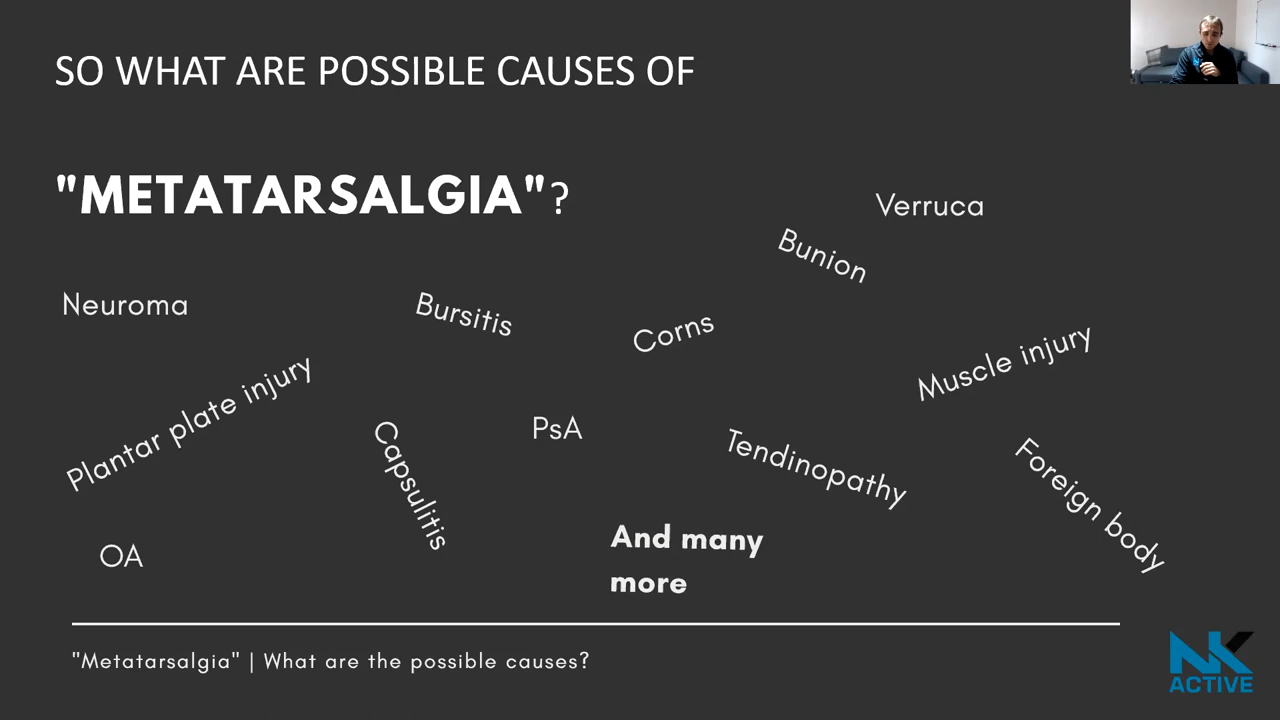 SO WHAT ARE POSSIBLE CAUSES OF
"METATARSALGIA"?
Verruca
Bunion
Neuroma
Bursitis
Corns
Muscle injury
Plantar plate injury
Capsulitis
PsA
Tendinopathy
Foreign body
OA
And many
more
"Metatarsalgia" | What are the possible causes?
NK
ACTIVE